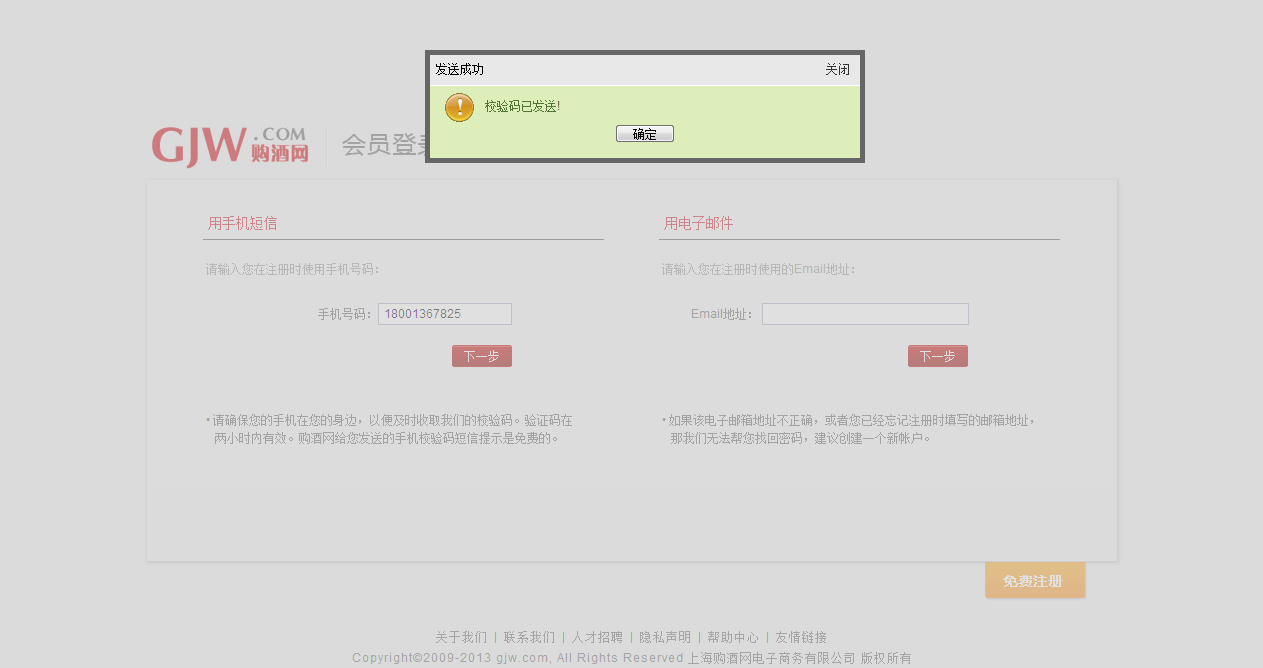 发送成功
关闭
校验码已发送!
确定
GJW.COM
购酒网
会员登录
用手机短信
用电子邮件
请输入您在注册时使用手机号码：
请输入您在注册时使用的Email地址：
手机号码：
18001367825
Email地址：
下一步
下一步
•请确保您的手机在您的身边，以便及时收取我们的校验码。验证码在
两小时内有效。购酒网给您发送的手机校验码短信提示是免费的。
•如果该电子邮箱地址不正确，或者您已经忘记注册时填写的邮箱地址，
那我们无法帮您找回密码，建议创建一个新帐户。
免费注册
关于我们 | 联系我们 | 人才招聘 | 隐私声明 | 帮助中心 | 友情链接
Copyright©2009-2013 gjw.com, All Rights Reserved 上海购酒网电子商务有限公司 版权所有